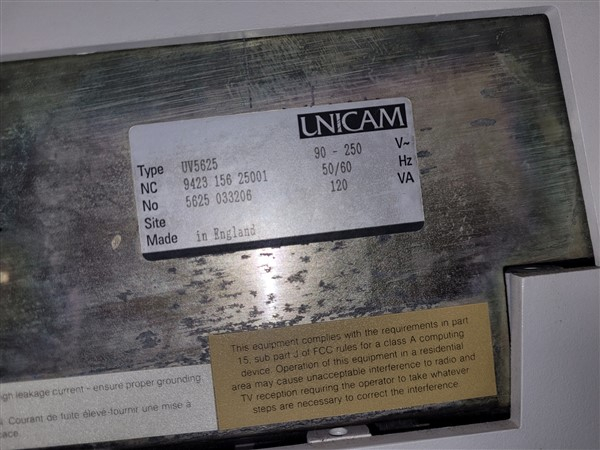 UNICAM
Type UV5625 90 - 250 V~
NC 9423 156 25001 50/60 Hz
No 5625 033206 120 VA
Site
Made in England
This equipment complies with the requirements in part
15, sub part J of FCC rules for a class A computing
device. Operation of this equipment in a residential
area may cause unacceptable interference to radio and
TV reception requiring the operator to take whatever
steps are necessary to correct the interference
leakage current - ensure proper grounding
Courant de fuite élevé-fournir une mise à